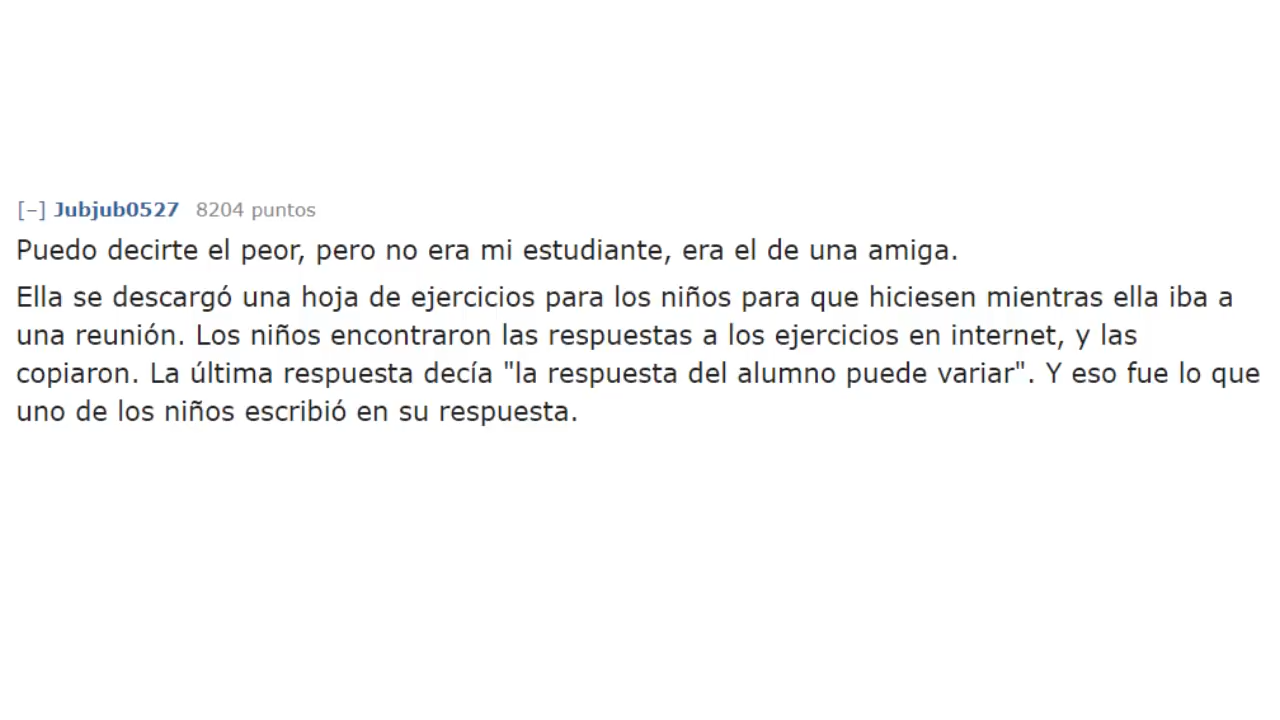 [−] Jubjub0527 8204 puntos
Puedo decirte el peor, pero no era mi estudiante, era el de una amiga.
Ella se descargó una hoja de ejercicios para los niños para que hiciesen mientras ella iba a
una reunión. Los niños encontraron las respuestas a los ejercicios en internet, y las
copiaron. La última respuesta decía "la respuesta del alumno puede variar". Y eso fue lo que
uno de los niños escribió en su respuesta.